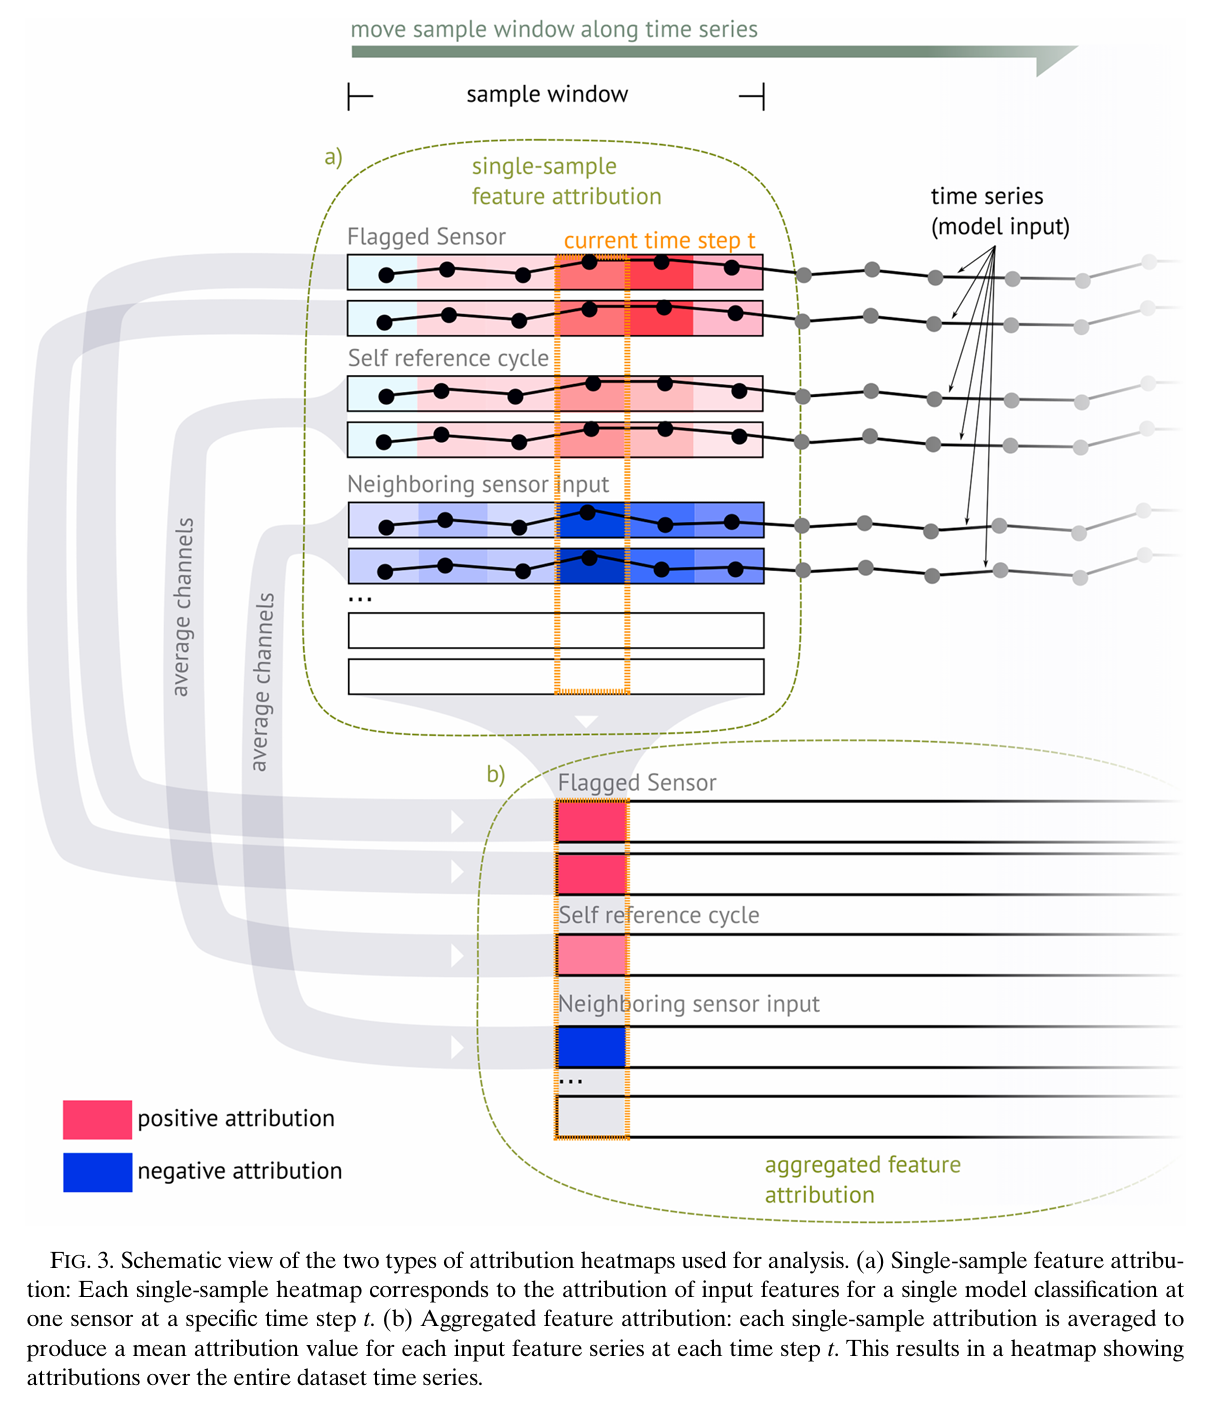 move sample window along time series
sample window
a)
single-sample
feature attribution
time series
(model input)
Flagged Sensor
current time step t
Self reference cycle
Neighboring sensor input
...
average channels
average channels
b)
Flagged Sensor
Self reference cycle
Neighboring sensor input
...
positive attribution
negative attribution
aggregated feature
attribution
FIG. 3. Schematic view of the two types of attribution heatmaps used for analysis. (a) Single-sample feature attribu-
tion: Each single-sample heatmap corresponds to the attribution of input features for a single model classification at
one sensor at a specific time step t. (b) Aggregated feature attribution: each single-sample attribution is averaged to
produce a mean attribution value for each input feature series at each time step t. This results in a heatmap showing
attributions over the entire dataset time series.